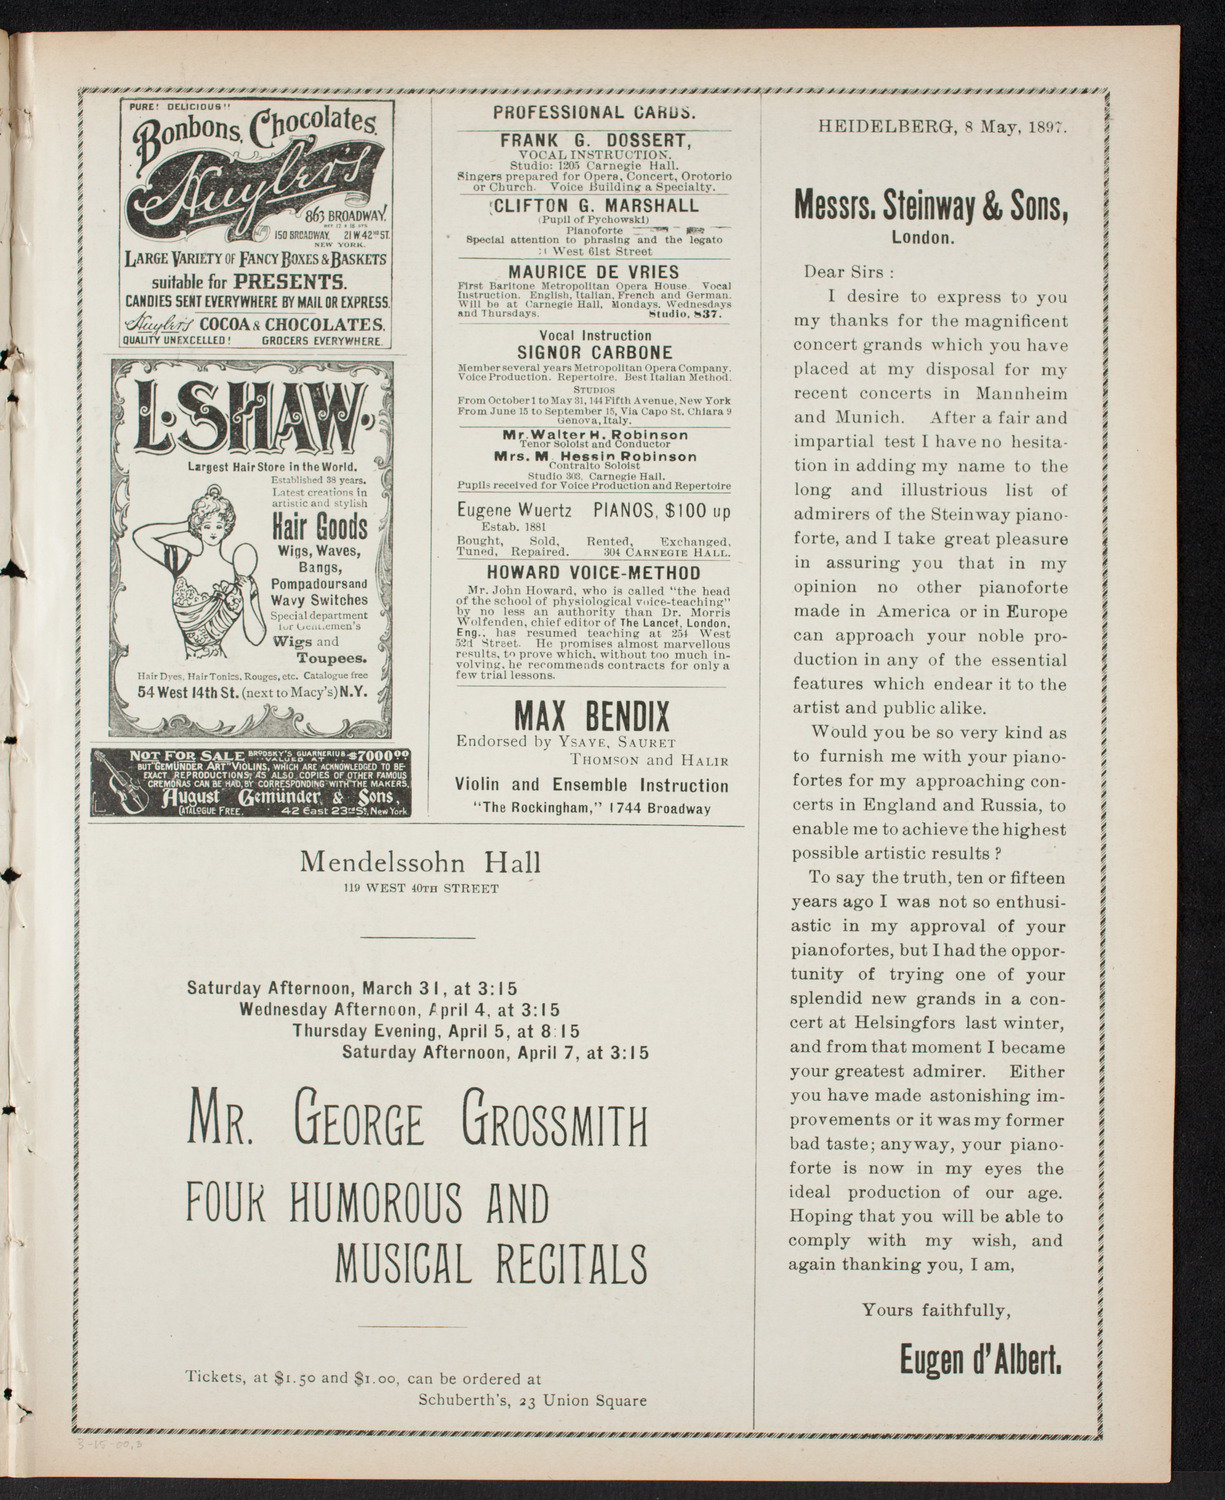 PURE! DELICIOUS!!
Bonbons, Chocolates.
Huyler's
863 BROADWAY.
150 BROADWAY, 21 W. 42ND ST.
NEW YORK.
LARGE VARIETY OF FANCY BOXES & BASKETS
suitable for PRESENTS.
CANDIES SENT EVERYWHERE BY MAIL OR EXPRESS.
Huyler's COCOA & CHOCOLATES.
QUALITY UNEXCELLED! GROCERS EVERYWHERE.
L. SHAW.
Largest Hair Store in the World.
Established 38 years.
Latest creations in
artistic and stylish
Hair Goods
Wigs, Waves,
Bangs,
Pompadours and
Wavy Switches
Special department
for Gentlemen's
Wigs and
Toupees.
Hair Dyes, Hair Tonics, Rouges, etc. Catalogue free
54 West 14th St. (next to Macy's) N.Y.
NOT FOR SALE BRODSKY'S GUARNERIUS VALUED AT $7000.00
BUT "GEMÜNDER ART" VIOLINS, WHICH ARE ACKNOWLEDGED TO BE
EXACT REPRODUCTIONS; AS ALSO COPIES OF OTHER FAMOUS
CREMONAS CAN BE HAD, BY CORRESPONDING WITH THE MAKERS,
August Gemünder & Sons,
CATALOGUE FREE. 42 East 23rd St, New York
PROFESSIONAL CARDS.
FRANK G. DOSSERT,
VOCAL INSTRUCTION.
Studio: 1205 Carnegie Hall.
Singers prepared for Opera, Concert, Orotorio
or Church. Voice Building a Specialty.
CLIFTON G. MARSHALL
(Pupil of Pychowski)
Pianoforte
Special attention to phrasing and the legato
West 61st Street
MAURICE DE VRIES
First Baritone Metropolitan Opera House. Vocal
Instruction. English, Italian, French and German.
Will be at Carnegie Hall, Mondays, Wednesdays
and Thursdays. Studio, 837.
Vocal Instruction
SIGNOR CARBONE
Member several years Metropolitan Opera Company.
Voice Production. Repertoire. Best Italian Method.
STUDIOS
From October 1 to May 31, 144 Fifth Avenue, New York
From June 15 to September 15, Via Capo St. Chiara 9
Genova, Italy.
Mr. Walter H. Robinson
Tenor Soloist and Conductor
Mrs. M Hessin Robinson
Contralto Soloist
Studio 303, Carnegie Hall.
Pupils received for Voice Production and Repertoire
Eugene Wuertz PIANOS, $100 up
Estab. 1881
Bought, Sold, Rented, Exchanged,
Tuned, Repaired. 304 CARNEGIE HALL.
HOWARD VOICE-METHOD
Mr. John Howard, who is called "the head
of the school of physiological voice-teaching"
by no less an authority than Dr. Morris
Wolfenden, chief editor of The Lancet, London,
Eng., has resumed teaching at 254 West
52d Street. He promises almost marvellous
results, to prove which, without too much in-
volving, he recommends contracts for only a
few trial lessons.
MAX BENDIX
Endorsed by YSAYE, SAURET
THOMSON and HALIR
Violin and Ensemble Instruction
"The Rockingham," 1744 Broadway
Mendelssohn Hall
119 WEST 40TH STREET
Saturday Afternoon, March 31, at 3:15
Wednesday Afternoon, April 4, at 3:15
Thursday Evening, April 5, at 8:15
Saturday Afternoon, April 7, at 3:15
MR. GEORGE GROSSMITH
FOUR HUMOROUS AND
MUSICAL RECITALS
Tickets, at $1.50 and $1.00, can be ordered at
Schuberth's, 23 Union Square
HEIDELBERG, 8 May, 1897.
Messrs. Steinway & Sons,
London.
Dear Sirs :
I desire to express to you
my thanks for the magnificent
concert grands which you have
placed at my disposal for my
recent concerts in Mannheim
and Munich. After a fair and
impartial test I have no hesita-
tion in adding my name to the
long and illustrious list of
admirers of the Steinway piano-
forte, and I take great pleasure
in assuring you that in my
opinion no other pianoforte
made in America or in Europe
can approach your noble pro-
duction in any of the essential
features which endear it to the
artist and public alike.
Would you be so very kind as
to furnish me with your piano-
fortes for my approaching con-
certs in England and Russia, to
enable me to achieve the highest
possible artistic results ?
To say the truth, ten or fifteen
years ago I was not so enthusi-
astic in my approval of your
pianofortes, but I had the oppor-
tunity of trying one of your
splendid new grands in a con-
cert at Helsingfors last winter,
and from that moment I became
your greatest admirer. Either
you have made astonishing im-
provements or it was my former
bad taste; anyway, your piano-
forte is now in my eyes the
ideal production of our age.
Hoping that you will be able to
comply with my wish, and
again thanking you, I am,
Yours faithfully,
Eugen d'Albert.
3-15-00,3